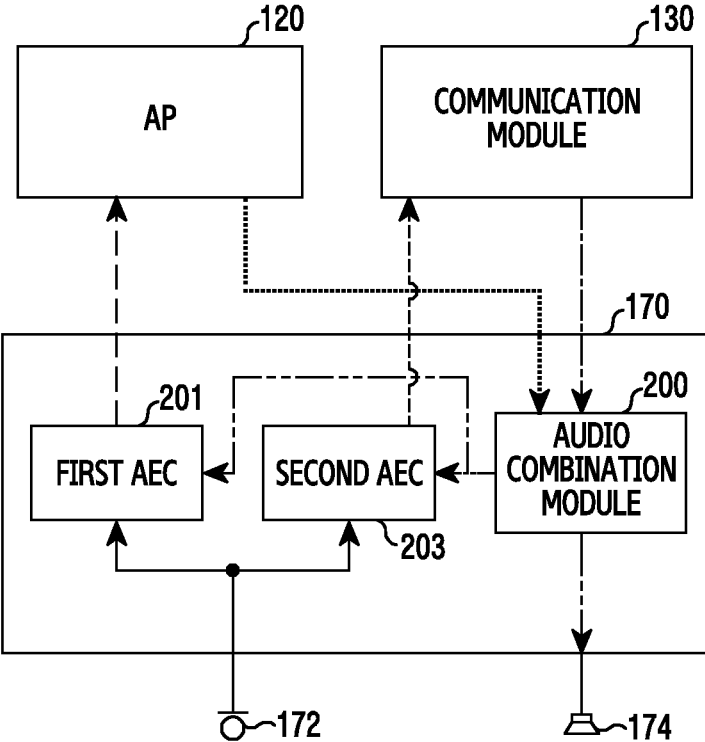 120
130
AP
COMMUNICATION
MODULE
170
201
200
FIRST AEC
SECOND AEC
AUDIO
COMBINATION
MODULE
203
172
174